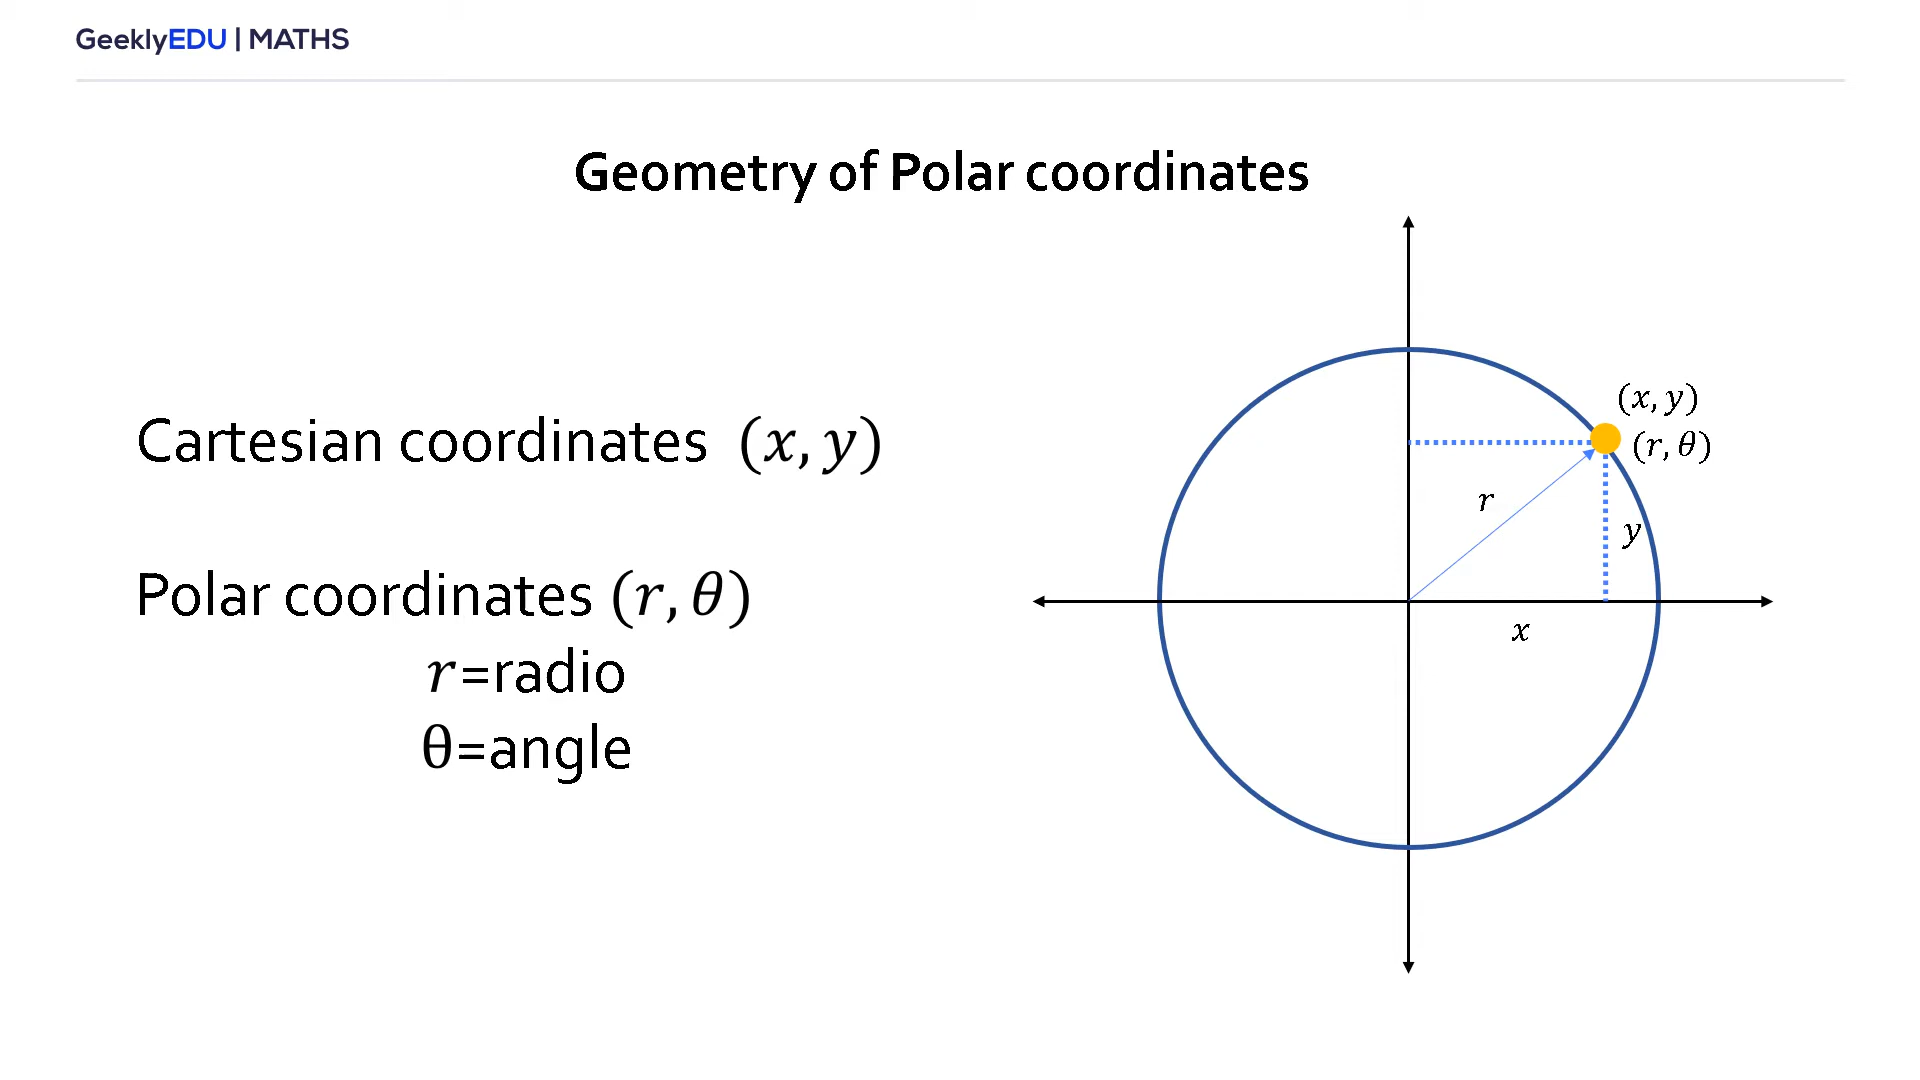 GeeklyEDU | MATHS
Geometry of Polar coordinates
Cartesian coordinates (x, y)
Polar coordinates (r, θ)
r=radio
θ=angle
(x, y)
(r, θ)
r
y
x